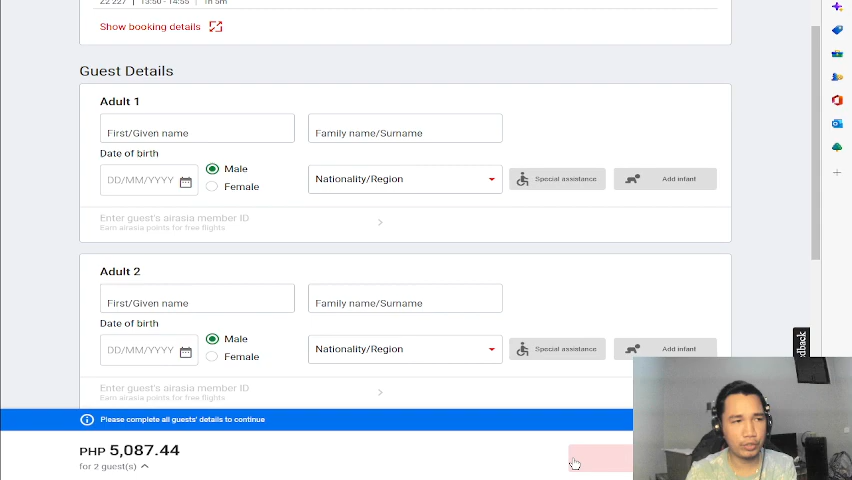 Z2 227 | 13:50 - 14:55 | 1h 5m
Show booking details
Guest Details
Adult 1
First/Given name
Family name/Surname
Date of birth
DD/MM/YYYY
Male
Female
Nationality/Region
Special assistance
Add infant
Enter guest's airasia member ID
Earn airasia points for free flights
Adult 2
First/Given name
Family name/Surname
Date of birth
DD/MM/YYYY
Male
Female
Nationality/Region
Special assistance
Add infant
Enter guest's airasia member ID
Earn airasia points for free flights
Please complete all guests' details to continue
PHP 5,087.44
for 2 guest(s)